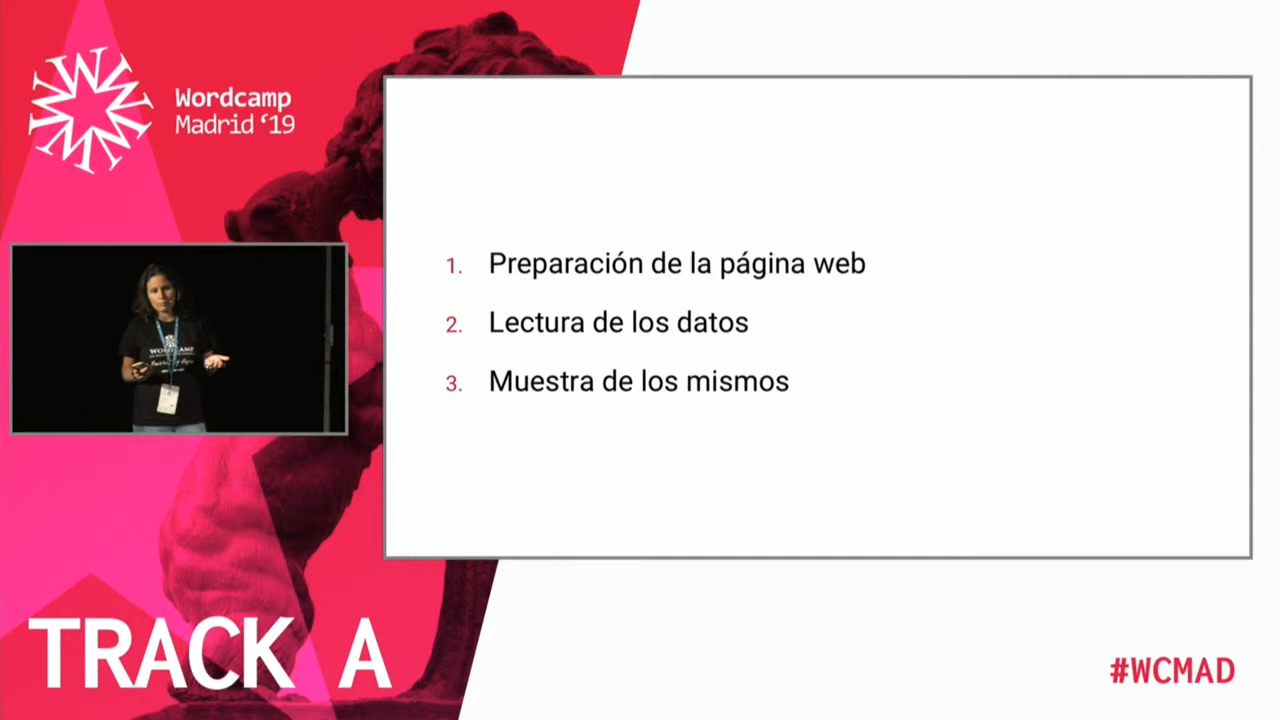 Wordcamp
Madrid ‘19
1. Preparación de la página web
2. Lectura de los datos
3. Muestra de los mismos
WORDCAMP
TRACK A
#WCMAD